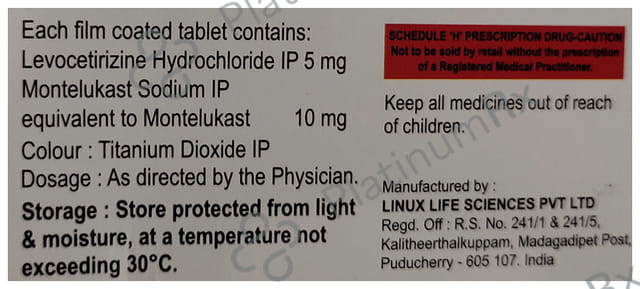 Each film coated tablet contains:
Levocetirizine Hydrochloride IP 5 mg
Montelukast Sodium IP
equivalent to Montelukast 10 mg
Colour : Titanium Dioxide IP
Dosage : As directed by the Physician.
Storage : Store protected from light
& moisture, at a temperature not
exceeding 30°C.
SCHEDULE 'H' PRESCRIPTION DRUG-CAUTION
Not to be sold by retail without the prescription
of a Registered Medical Practitioner.
Keep all medicines out of reach
of children.
Manufactured by :
LINUX LIFE SCIENCES PVT LTD
Regd. Off : R.S. No. 241/1 & 241/5,
Kalitheerthalkuppam, Madagadipet Post,
Puducherry - 605 107. India
PlatinumRx